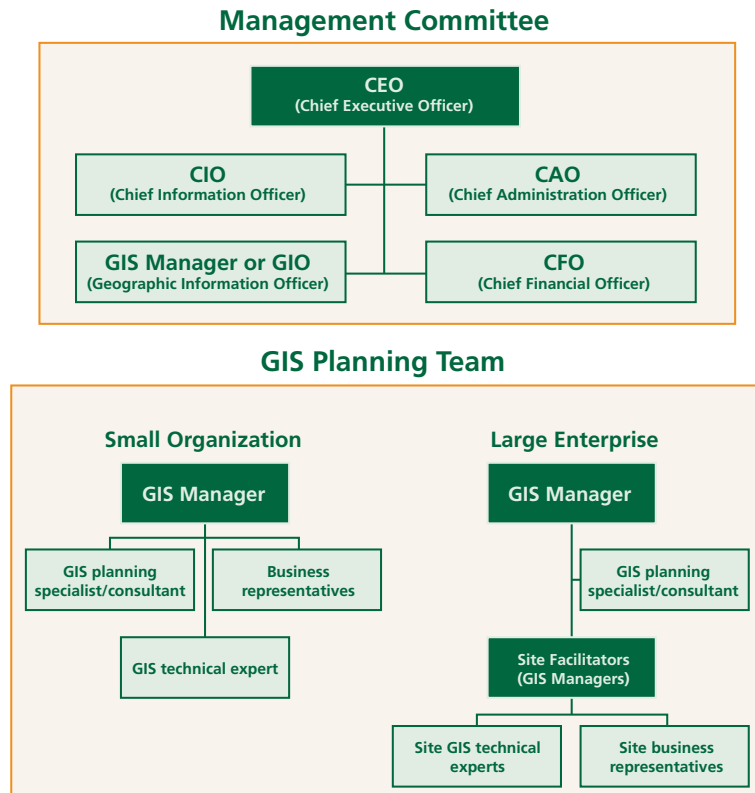 Management Committee
CEO
(Chief Executive Officer)
CIO
(Chief Information Officer)
CAO
(Chief Administration Officer)
GIS Manager or GIO
(Geographic Information Officer)
CFO
(Chief Financial Officer)
GIS Planning Team
Small Organization
GIS Manager
GIS planning
specialist/consultant
Business
representatives
GIS technical expert
Large Enterprise
GIS Manager
GIS planning
specialist/consultant
Site Facilitators
(GIS Managers)
Site GIS technical
experts
Site business
representatives